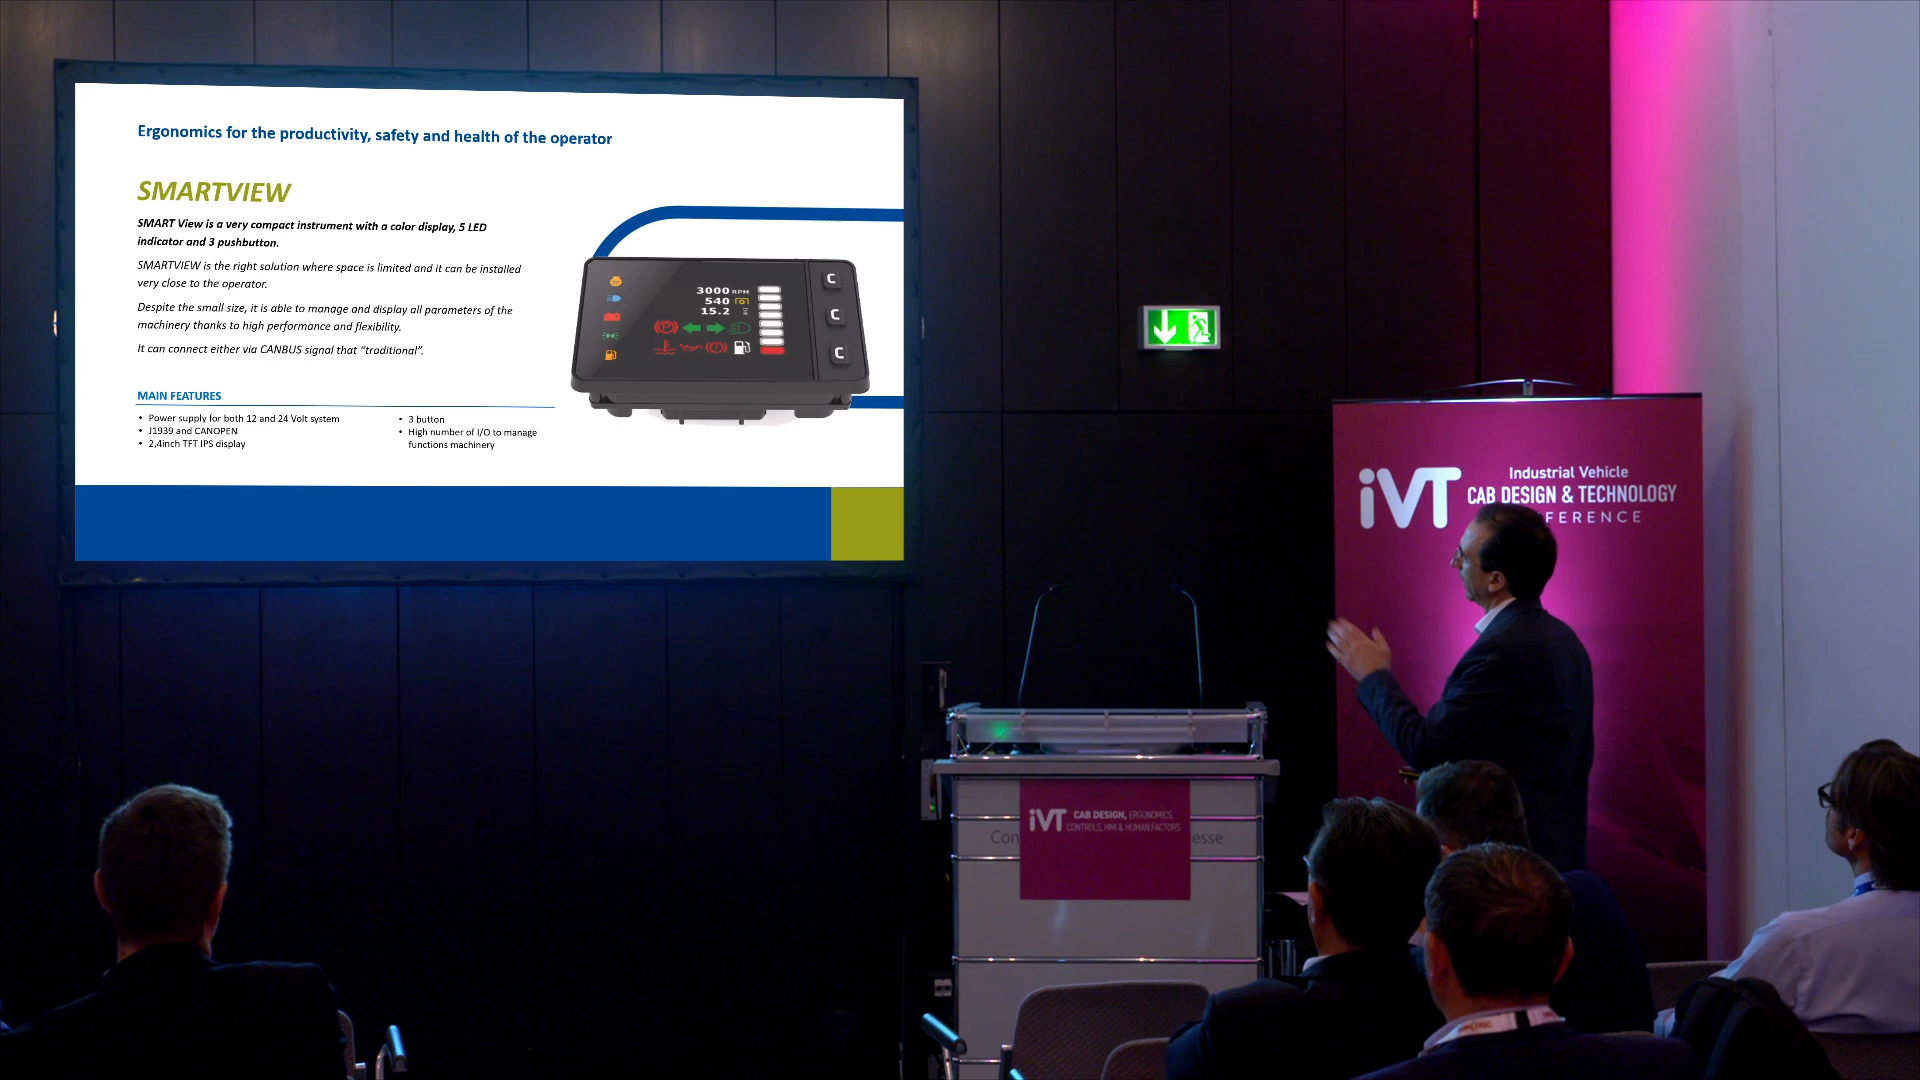 Ergonomics for the productivity, safety and health of the operator
SMARTVIEW
SMART View is a very compact instrument with a color display, 5 LED
indicator and 3 pushbutton.
SMARTVIEW is the right solution where space is limited and it can be installed
very close to the operator.
Despite the small size, it is able to manage and display all parameters of the
machinery thanks to high performance and flexibility.
It can connect either via CANBUS signal that “traditional”.
MAIN FEATURES
• Power supply for both 12 and 24 Volt system
• J1939 and CANOPEN
• 2,4inch TFT IPS display
• 3 button
• High number of I/O to manage
functions machinery
3000 RPM
540
15.2
C
C
C
iVT Industrial Vehicle
CAB DESIGN & TECHNOLOGY
FERENCE
iVT CAB DESIGN, ERGONOMICS,
CONTROLS, HMI & HUMAN FACTORS
Con esse